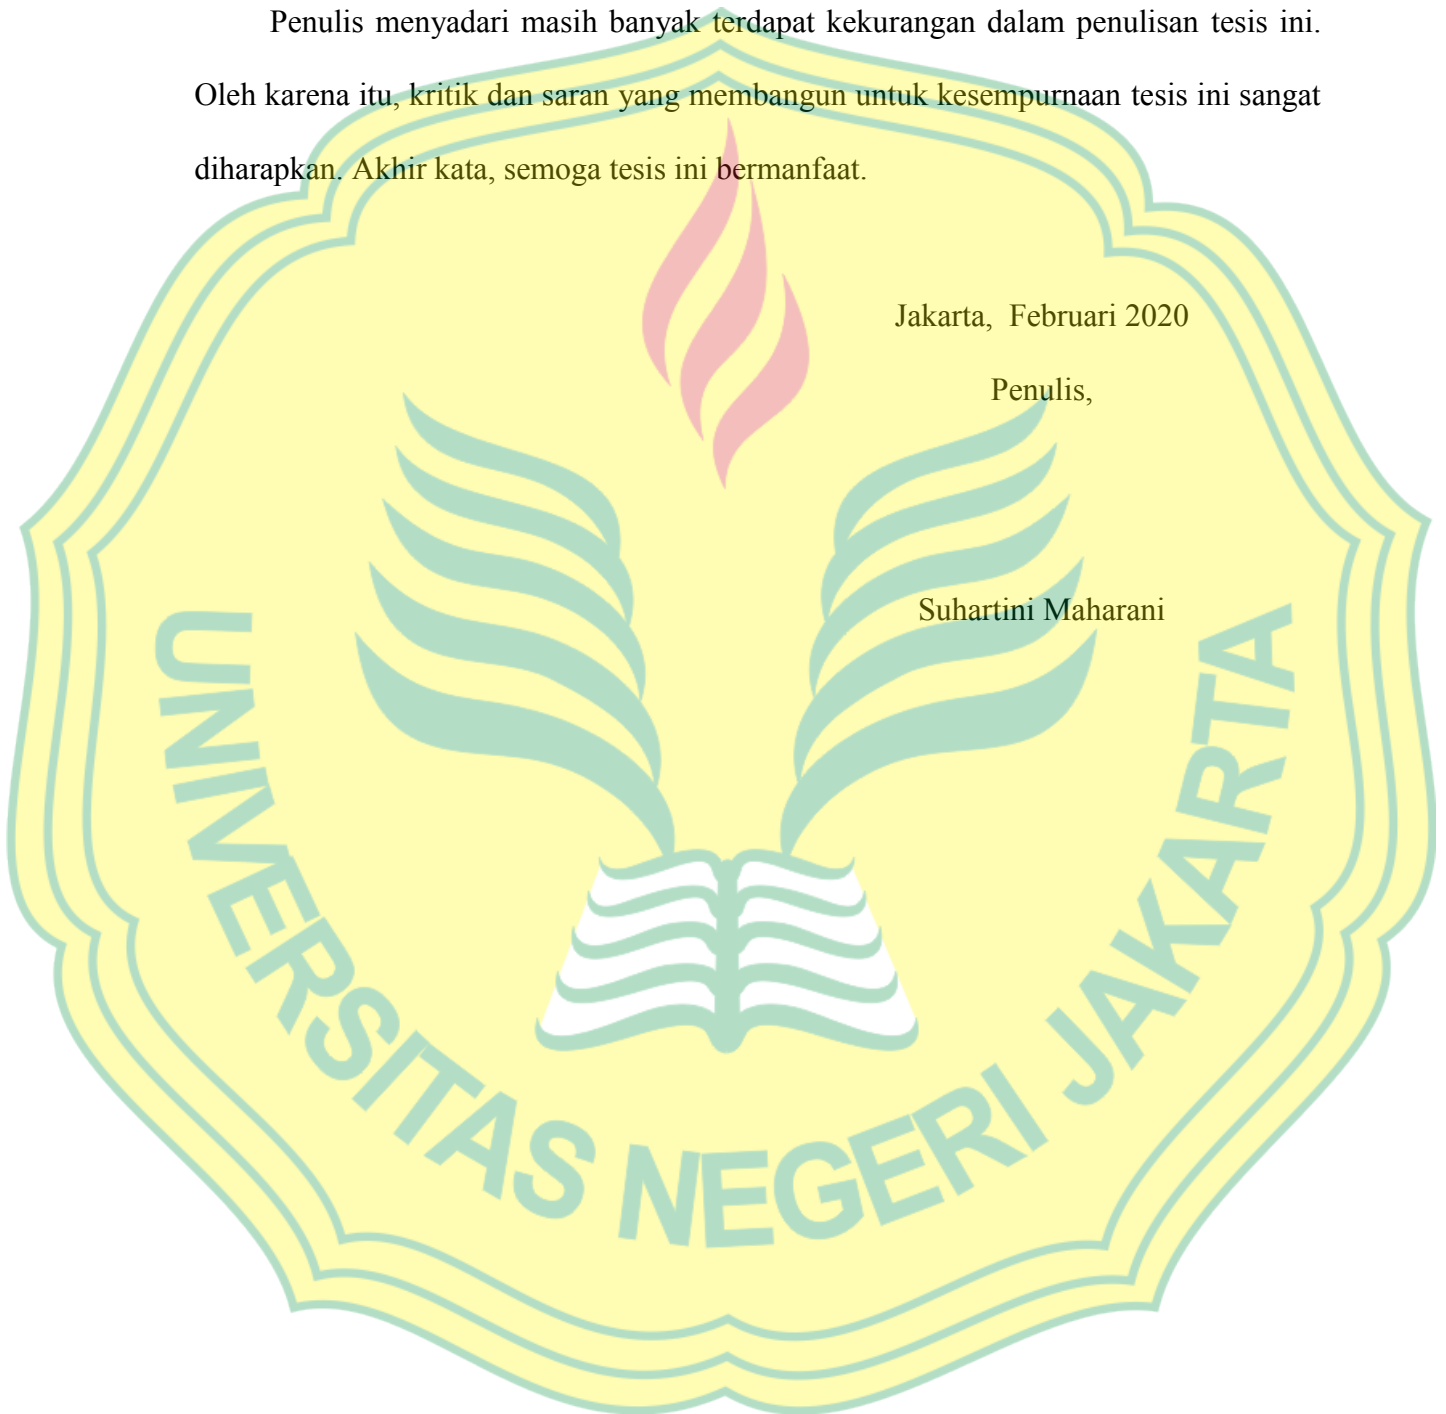 Penulis menyadari masih banyak terdapat kekurangan dalam penulisan tesis ini.
Oleh karena itu, kritik dan saran yang membangun untuk kesempurnaan tesis ini sangat
diharapkan. Akhir kata, semoga tesis ini bermanfaat.
Jakarta,  Februari 2020
Penulis,
Suhartini Maharani
UNIVERSITAS NEGERI JAKARTA